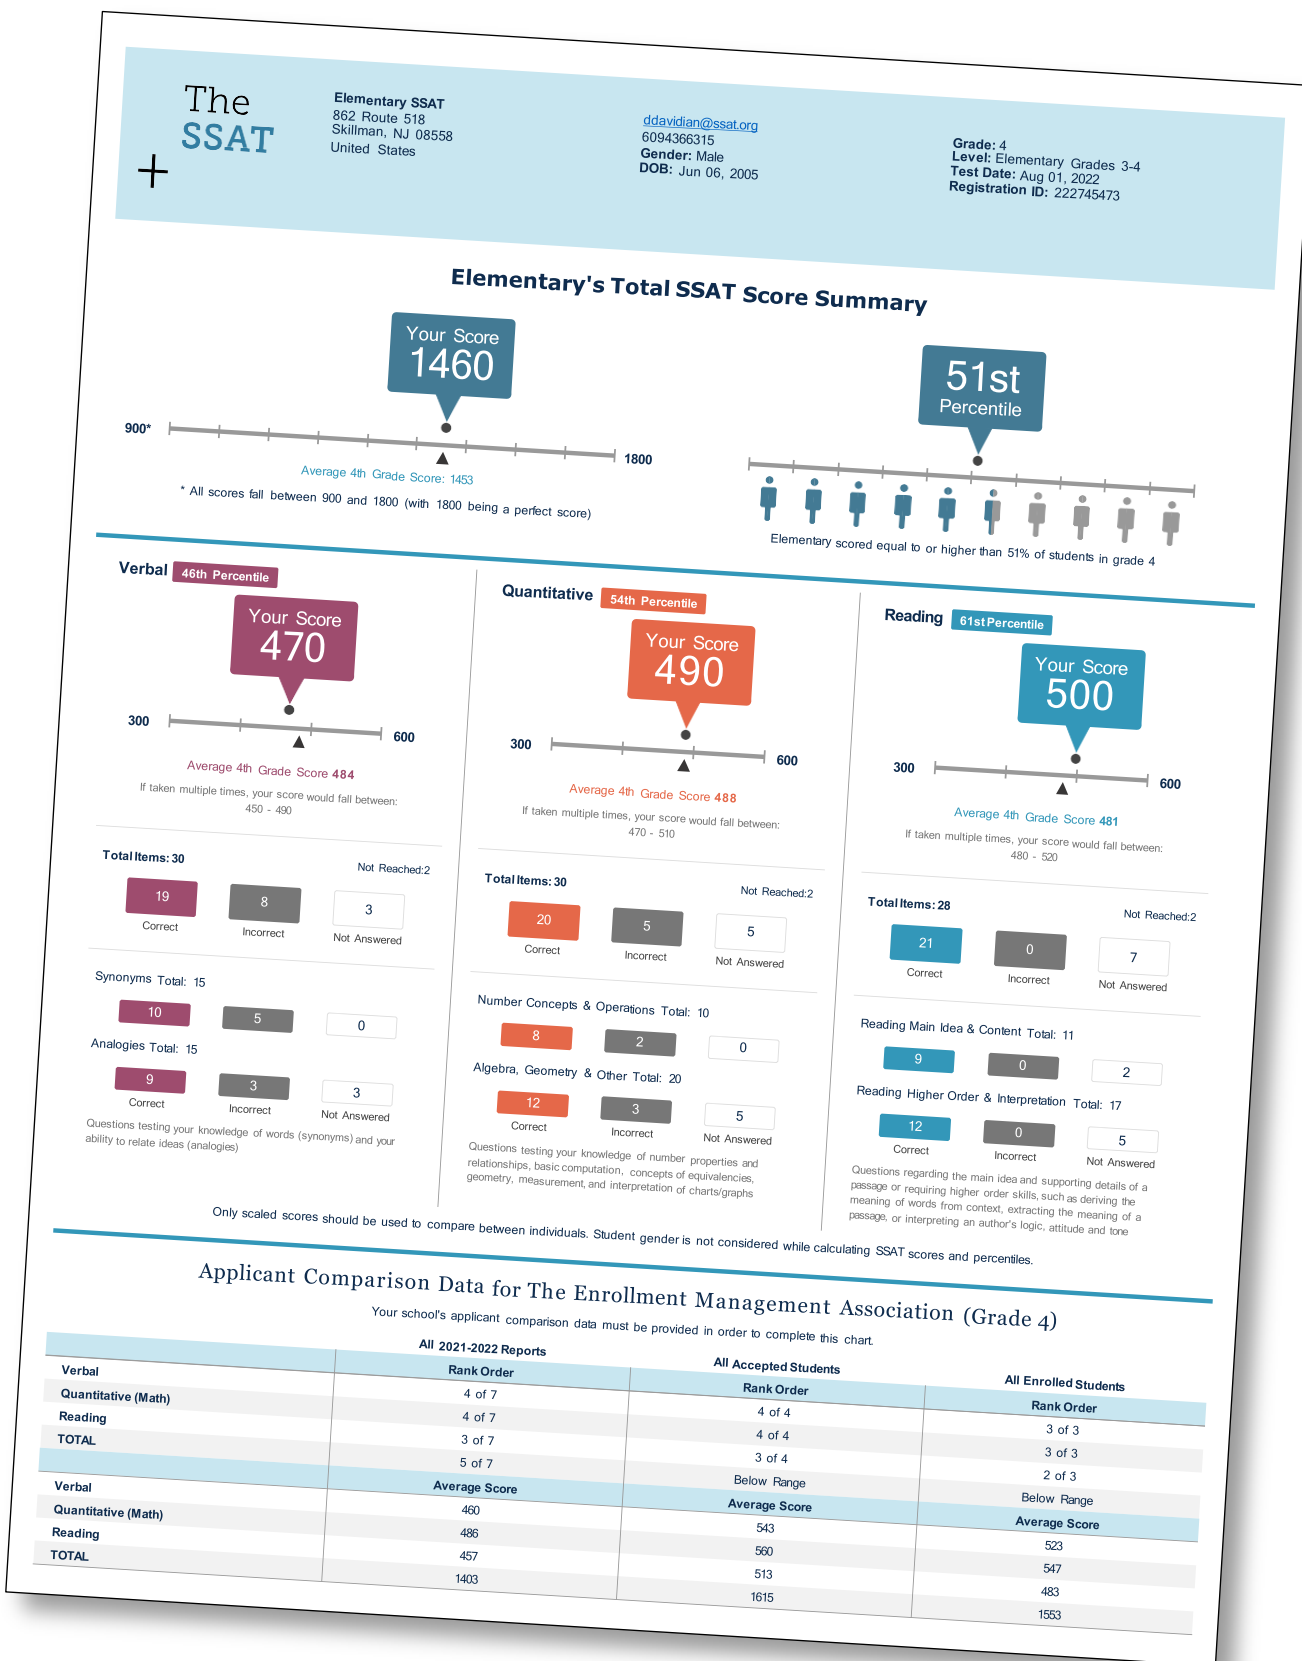 The
SSAT
Elementary SSAT
862 Route 518
Skillman, NJ 08558
United States
ddavidian@ssat.org
6094366315
Gender: Male
DOB: Jun 06, 2005
Grade: 4
Level: Elementary Grades 3-4
Test Date: Aug 01, 2022
Registration ID: 222745473
Elementary's Total SSAT Score Summary
Your Score
1460
900*
1800
Average 4th Grade Score: 1453
* All scores fall between 900 and 1800 (with 1800 being a perfect score)
51st
Percentile
Elementary scored equal to or higher than 51% of students in grade 4
Verbal 46th Percentile
Your Score
470
300
600
Average 4th Grade Score 484
If taken multiple times, your score would fall between:
450 - 490
Total Items: 30
Not Reached:2
19 8 3
Correct Incorrect Not Answered
Synonyms Total: 15
10 5 0
Analogies Total: 15
9 3 3
Correct Incorrect Not Answered
Questions testing your knowledge of words (synonyms) and your
ability to relate ideas (analogies)
Quantitative 54th Percentile
Your Score
490
300
600
Average 4th Grade Score 488
If taken multiple times, your score would fall between:
470 - 510
Total Items: 30
Not Reached:2
20 5 5
Correct Incorrect Not Answered
Number Concepts & Operations Total: 10
8 2 0
Algebra, Geometry & Other Total: 20
12 3 5
Correct Incorrect Not Answered
Questions testing your knowledge of number properties and
relationships, basic computation, concepts of equivalencies,
geometry, measurement, and interpretation of charts/graphs
Reading 61st Percentile
Your Score
500
300
600
Average 4th Grade Score 481
If taken multiple times, your score would fall between:
480 - 520
Total Items: 28
Not Reached:2
21 0 7
Correct Incorrect Not Answered
Reading Main Idea & Content Total: 11
9 0 2
Reading Higher Order & Interpretation Total: 17
12 0 5
Correct Incorrect Not Answered
Questions regarding the main idea and supporting details of a
passage or requiring higher order skills, such as deriving the
meaning of words from context, extracting the meaning of a
passage, or interpreting an author's logic, attitude and tone
Only scaled scores should be used to compare between individuals. Student gender is not considered while calculating SSAT scores and percentiles.
Applicant Comparison Data for The Enrollment Management Association (Grade 4)
Your school's applicant comparison data must be provided in order to complete this chart.
All 2021-2022 Reports All Accepted Students All Enrolled Students
Rank Order Rank Order Rank Order
Verbal 4 of 7 4 of 4 3 of 3
Quantitative (Math) 4 of 7 4 of 4 3 of 3
Reading 3 of 7 3 of 4 2 of 3
TOTAL 5 of 7 Below Range Below Range
Average Score Average Score Average Score
Verbal 460 543 523
Quantitative (Math) 486 560 547
Reading 457 513 483
TOTAL 1403 1615 1553